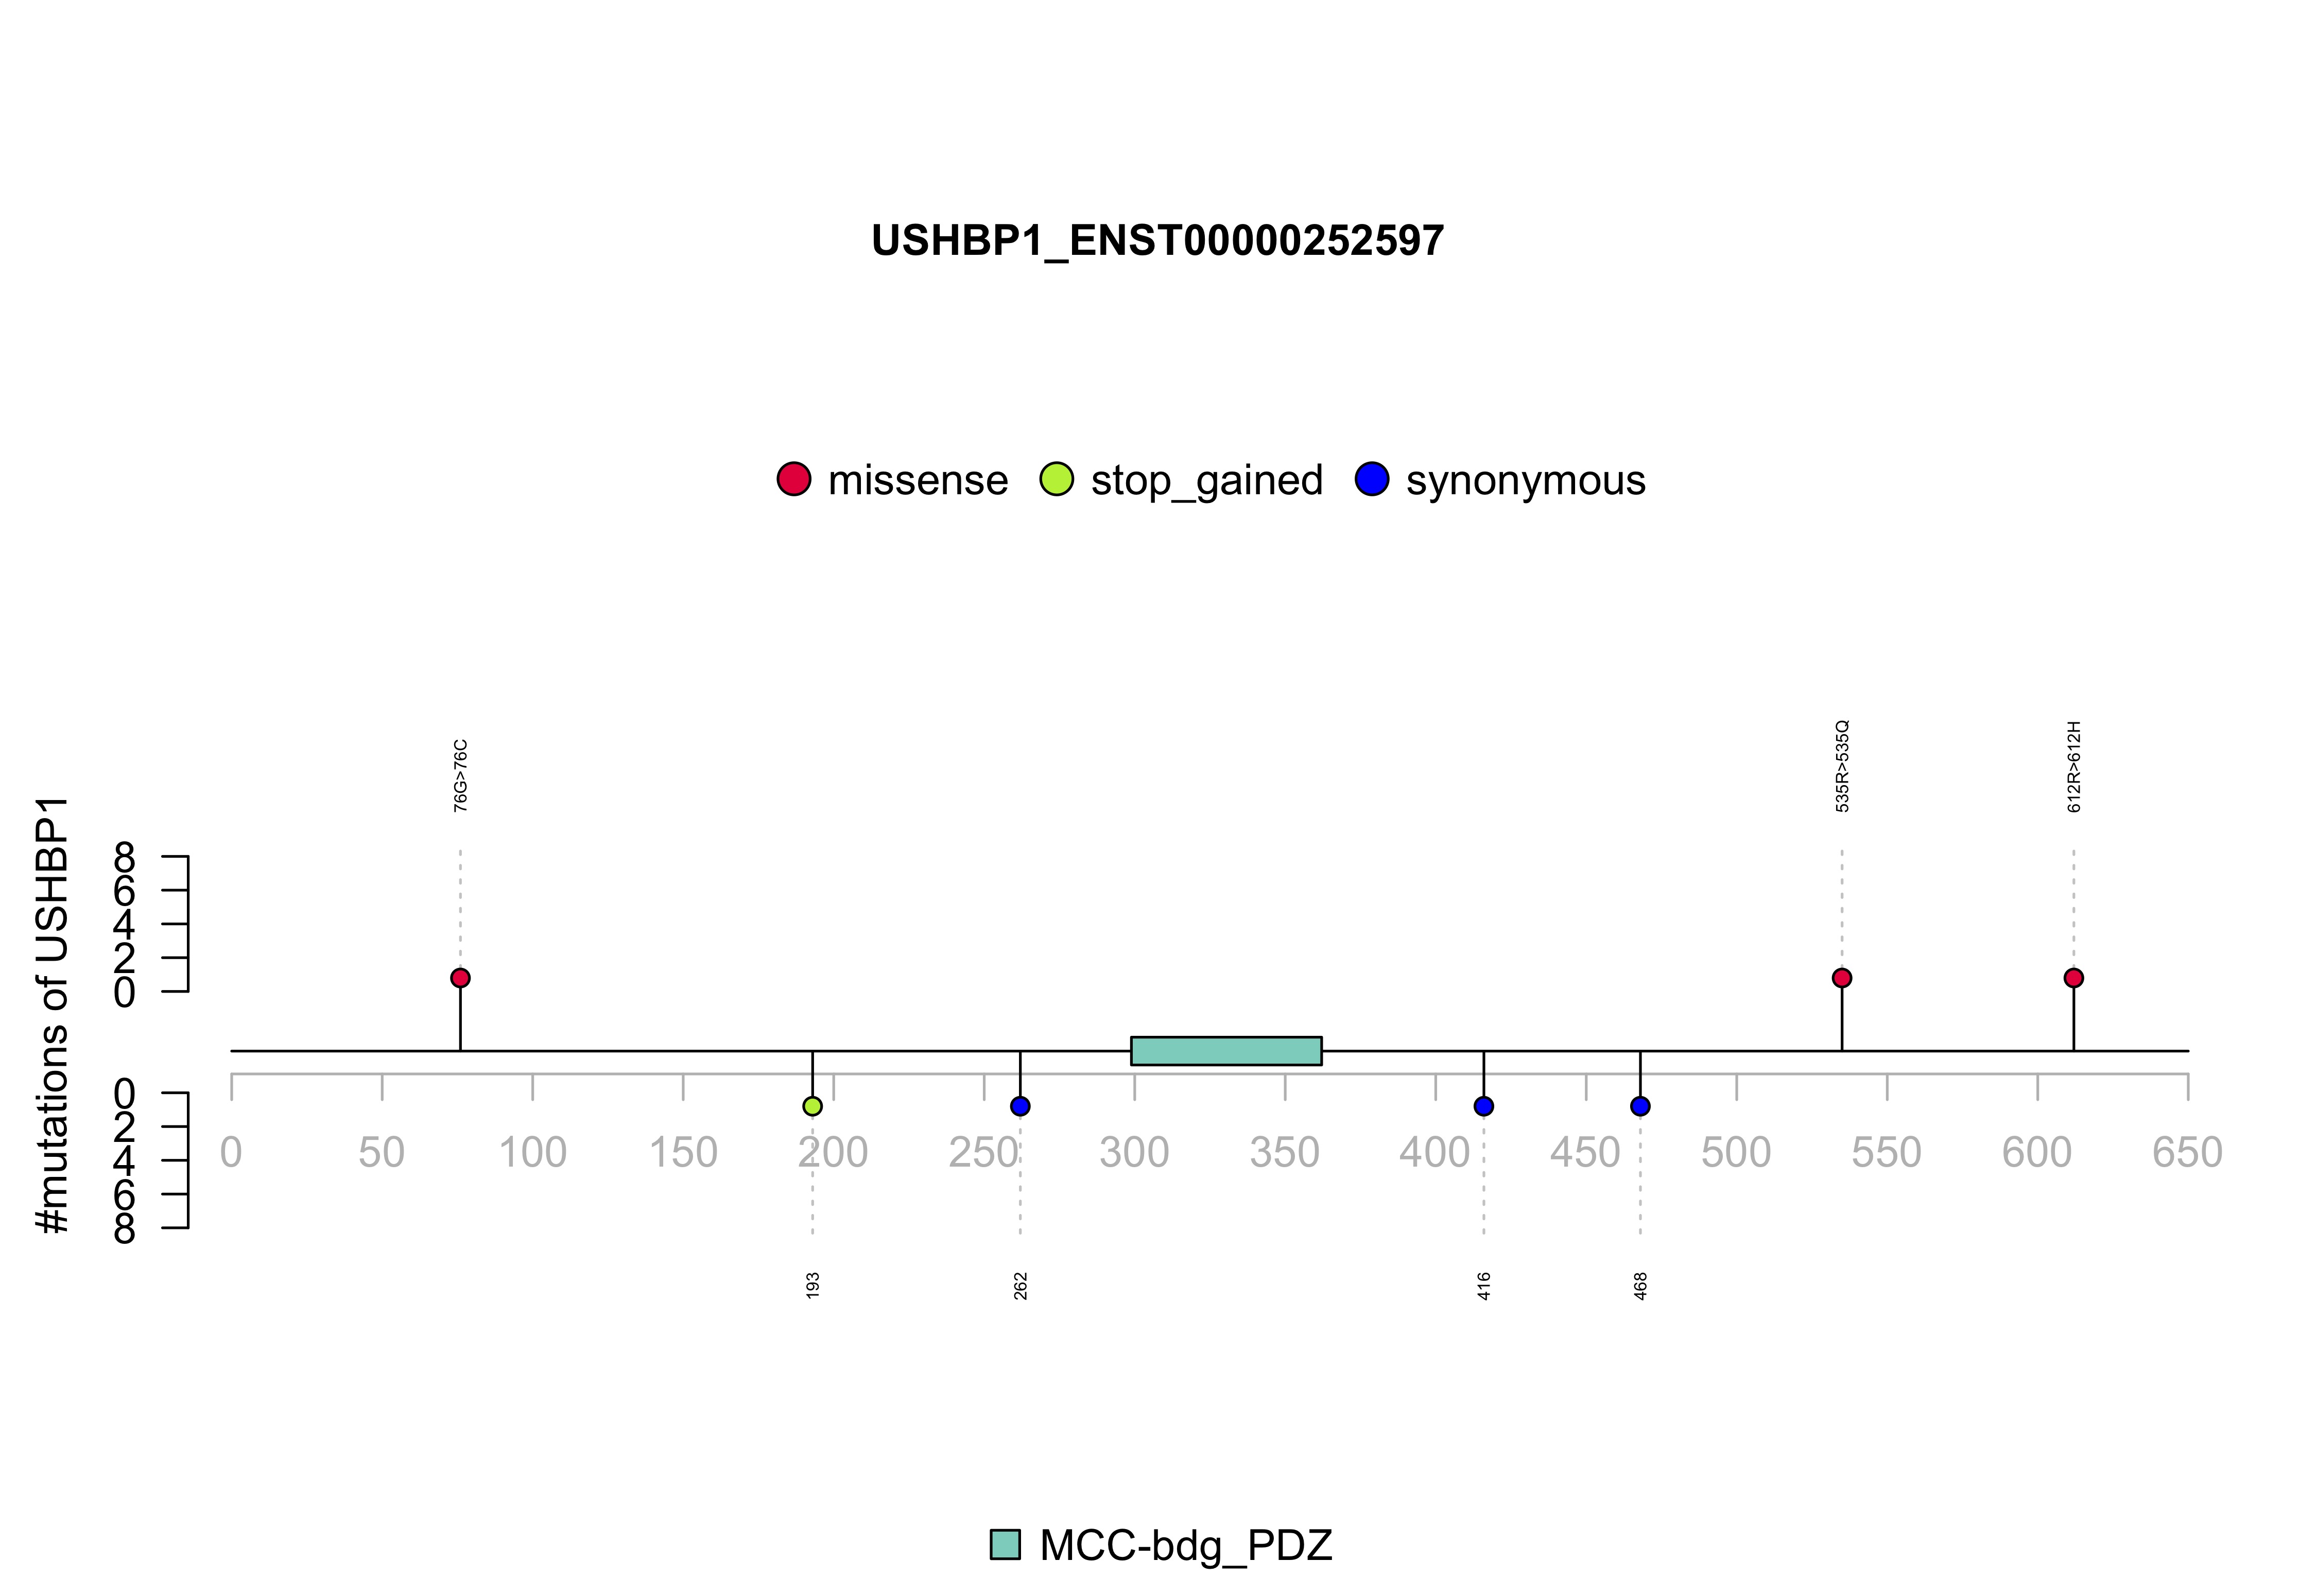 USHBP1_ENST00000252597
missense stop_gained synonymous
76G>76C
535R>535Q
612R>612H
#mutations of USHBP1
8
6
4
2
0
0
2
4
6
8
0 50 100 150 200 250 300 350 400 450 500 550 600 650
193
262
416
468
MCC-bdg_PDZ